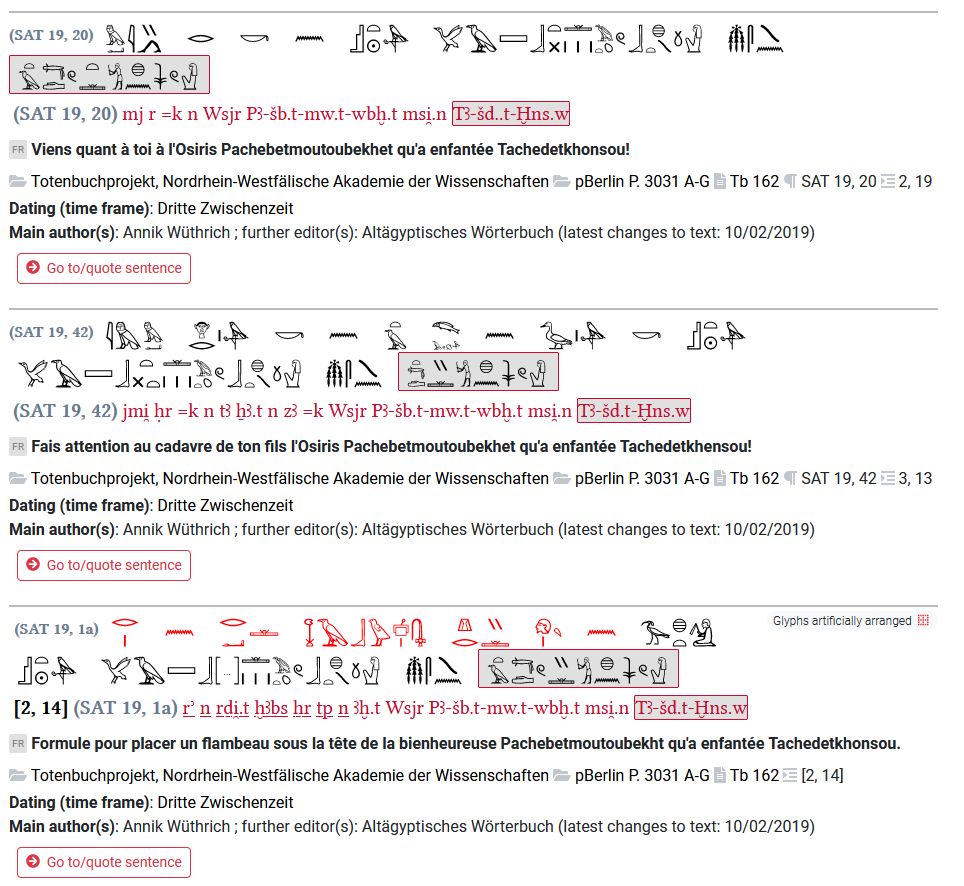 (SAT 19, 20)
(SAT 19, 20) mj r =k n Wsjr Pꜣ-šb.t-mw.t-wbḫ.t msi̯.n Tꜣ-šd..t-Ḫns.w
FR Viens quant à toi à l'Osiris Pachebetmoutoubekhet qu'a enfantée Tachedetkhonsou!
Totenbuchprojekt, Nordrhein-Westfälische Akademie der Wissenschaften pBerlin P. 3031 A-G Tb 162 ¶ SAT 19, 20 2, 19
Dating (time frame): Dritte Zwischenzeit
Main author(s): Annik Wüthrich ; further editor(s): Altägyptisches Wörterbuch (latest changes to text: 10/02/2019)
Go to/quote sentence
(SAT 19, 42)
(SAT 19, 42) jmi̯ ḥr =k n tꜣ ẖꜣ.t n zꜣ =k Wsjr Pꜣ-šb.t-mw.t-wbḫ.t msi̯.n Tꜣ-šd.t-Ḫns.w
FR Fais attention au cadavre de ton fils l'Osiris Pachebetmoutoubekhet qu'a enfantée Tachedetkhensou!
Totenbuchprojekt, Nordrhein-Westfälische Akademie der Wissenschaften pBerlin P. 3031 A-G Tb 162 ¶ SAT 19, 42 3, 13
Dating (time frame): Dritte Zwischenzeit
Main author(s): Annik Wüthrich ; further editor(s): Altägyptisches Wörterbuch (latest changes to text: 10/02/2019)
Go to/quote sentence
(SAT 19, 1a) Glyphs artificially arranged
[2, 14] (SAT 19, 1a) rʾ n rḏi̯.t ḫꜣbs ḥr tp n ꜣḫ.t Wsjr Pꜣ-šb.t-mw.t-wbḫ.t msi̯.n Tꜣ-šd.t-Ḫns.w
FR Formule pour placer un flambeau sous la tête de la bienheureuse Pachebetmoutoubekht qu'a enfantée Tachedetkhonsou.
Totenbuchprojekt, Nordrhein-Westfälische Akademie der Wissenschaften pBerlin P. 3031 A-G Tb 162 [2, 14]
Dating (time frame): Dritte Zwischenzeit
Main author(s): Annik Wüthrich ; further editor(s): Altägyptisches Wörterbuch (latest changes to text: 10/02/2019)
Go to/quote sentence